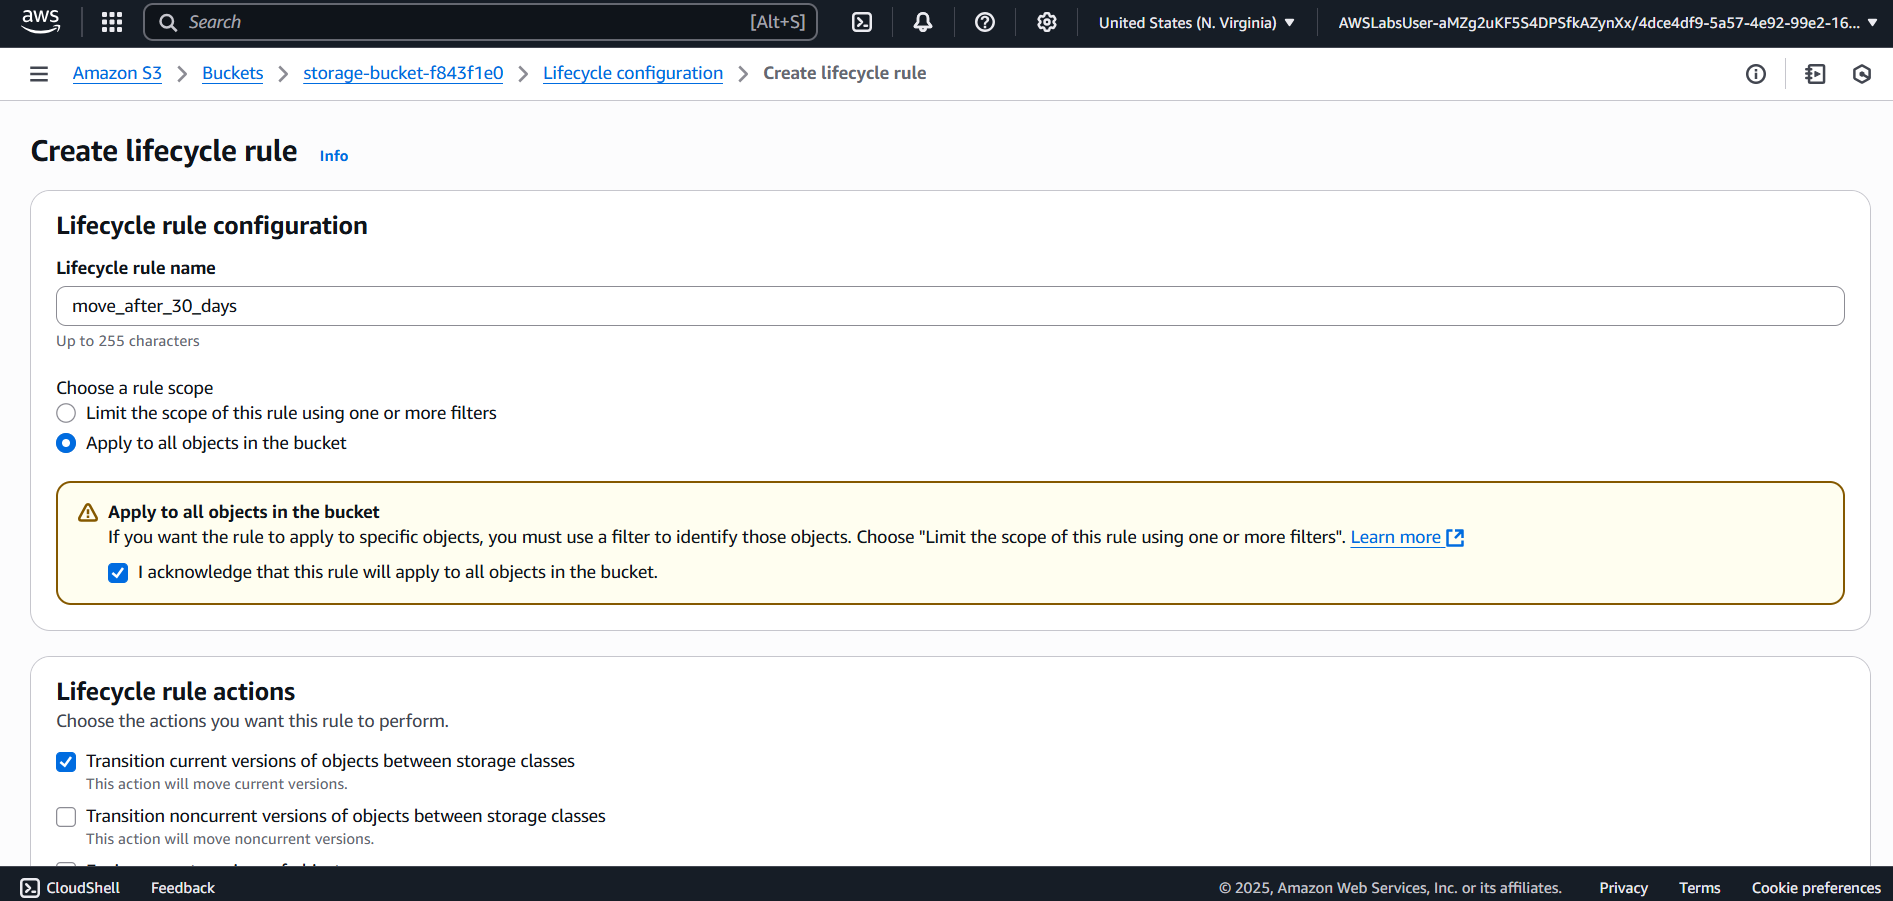 aws
Search [Alt+S] United States (N. Virginia) AWSLabsUser-aMZg2uKF5S4DPSfkAZynXx/4dce4df9-5a57-4e92-99e2-16...
Amazon S3 Buckets storage-bucket-f843f1e0 Lifecycle configuration Create lifecycle rule
Create lifecycle rule Info
Lifecycle rule configuration
Lifecycle rule name
move_after_30_days
Up to 255 characters
Choose a rule scope
Limit the scope of this rule using one or more filters
Apply to all objects in the bucket
Apply to all objects in the bucket
If you want the rule to apply to specific objects, you must use a filter to identify those objects. Choose "Limit the scope of this rule using one or more filters". Learn more
I acknowledge that this rule will apply to all objects in the bucket.
Lifecycle rule actions
Choose the actions you want this rule to perform.
Transition current versions of objects between storage classes
This action will move current versions.
Transition noncurrent versions of objects between storage classes
This action will move noncurrent versions.
CloudShell Feedback © 2025, Amazon Web Services, Inc. or its affiliates. Privacy Terms Cookie preferences